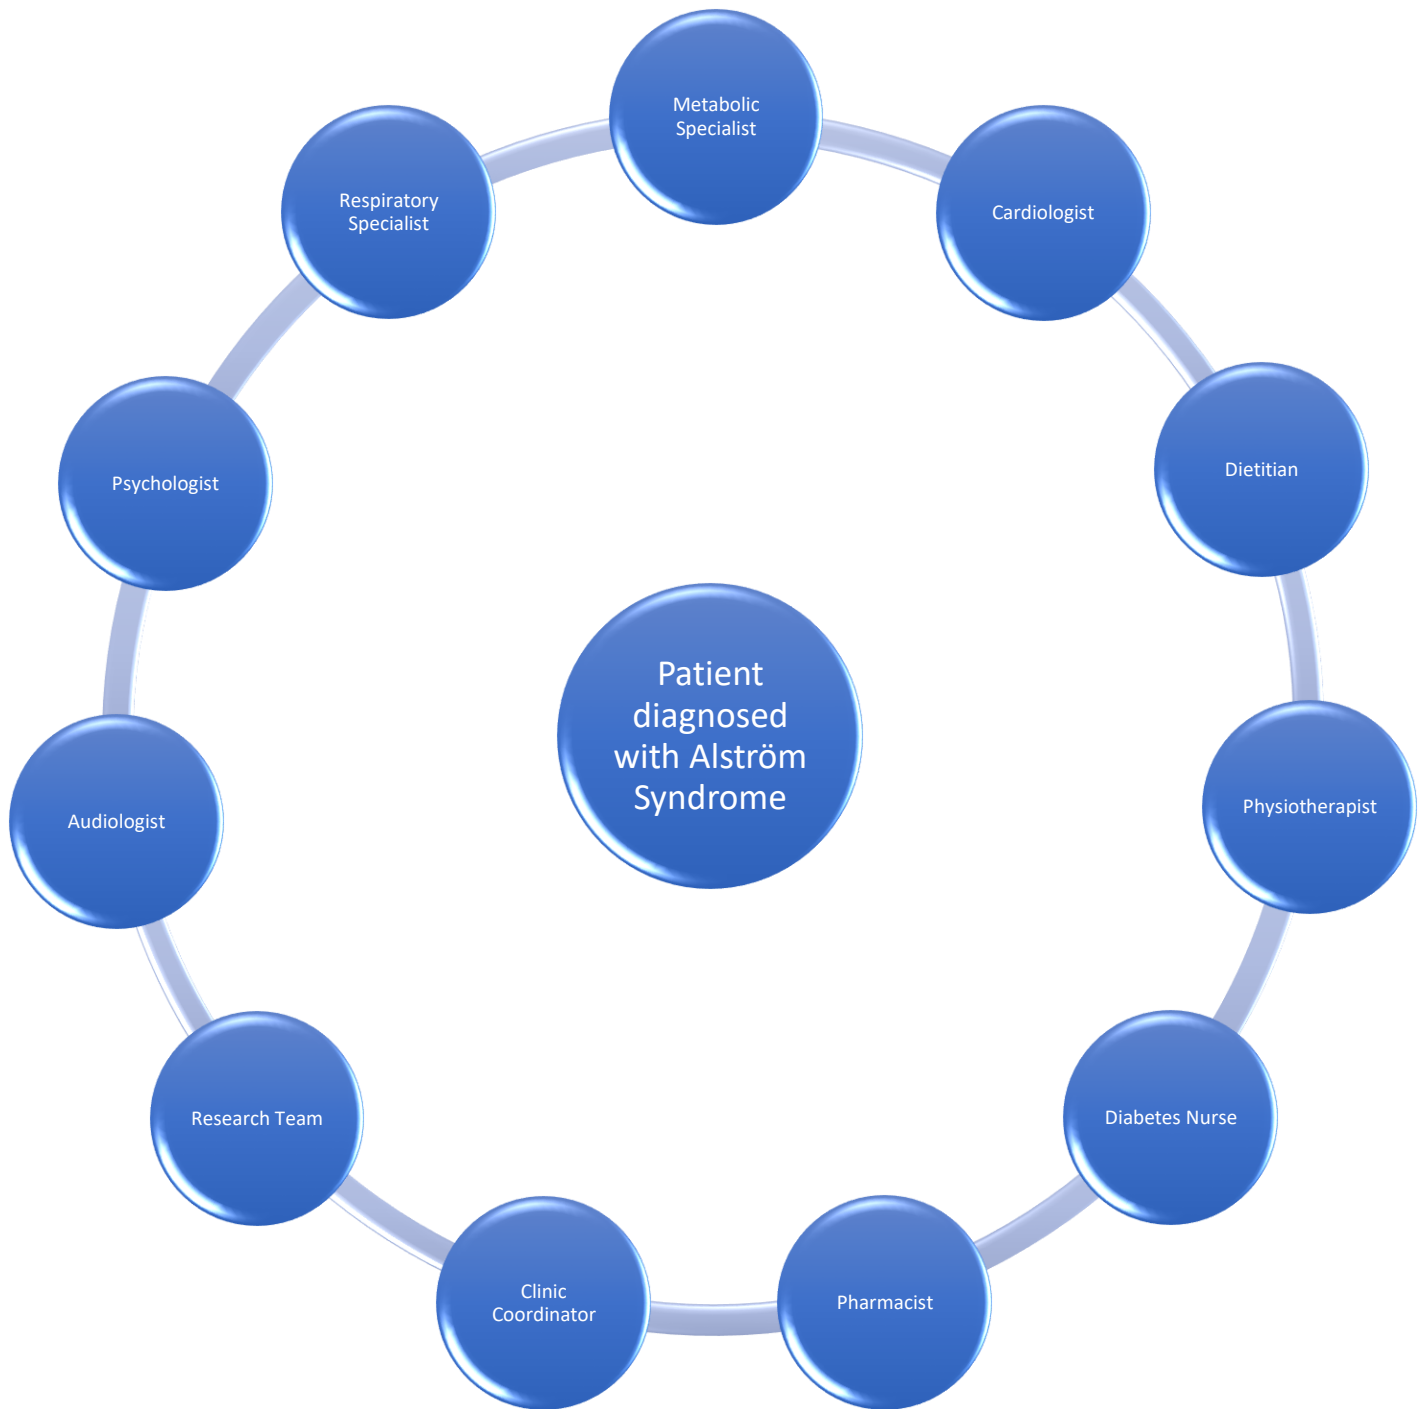 Metabolic
Specialist
Cardiologist
Dietitian
Physiotherapist
Diabetes Nurse
Pharmacist
Clinic
Coordinator
Research Team
Audiologist
Psychologist
Respiratory
Specialist
Patient
diagnosed
with Alström
Syndrome